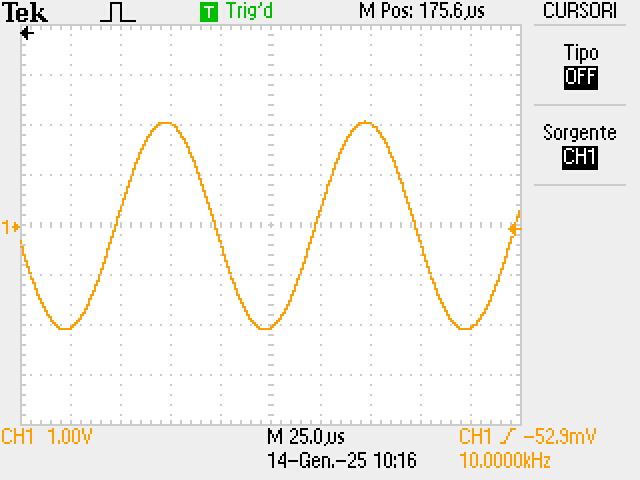 Tek T Trig'd M Pos: 175.6µs CURSORI
Tipo
OFF
Sorgente
CH1
1
CH1 1.00V M 25.0µs CH1 -52.9mV
14-Gen.-25 10:16 10.0000kHz